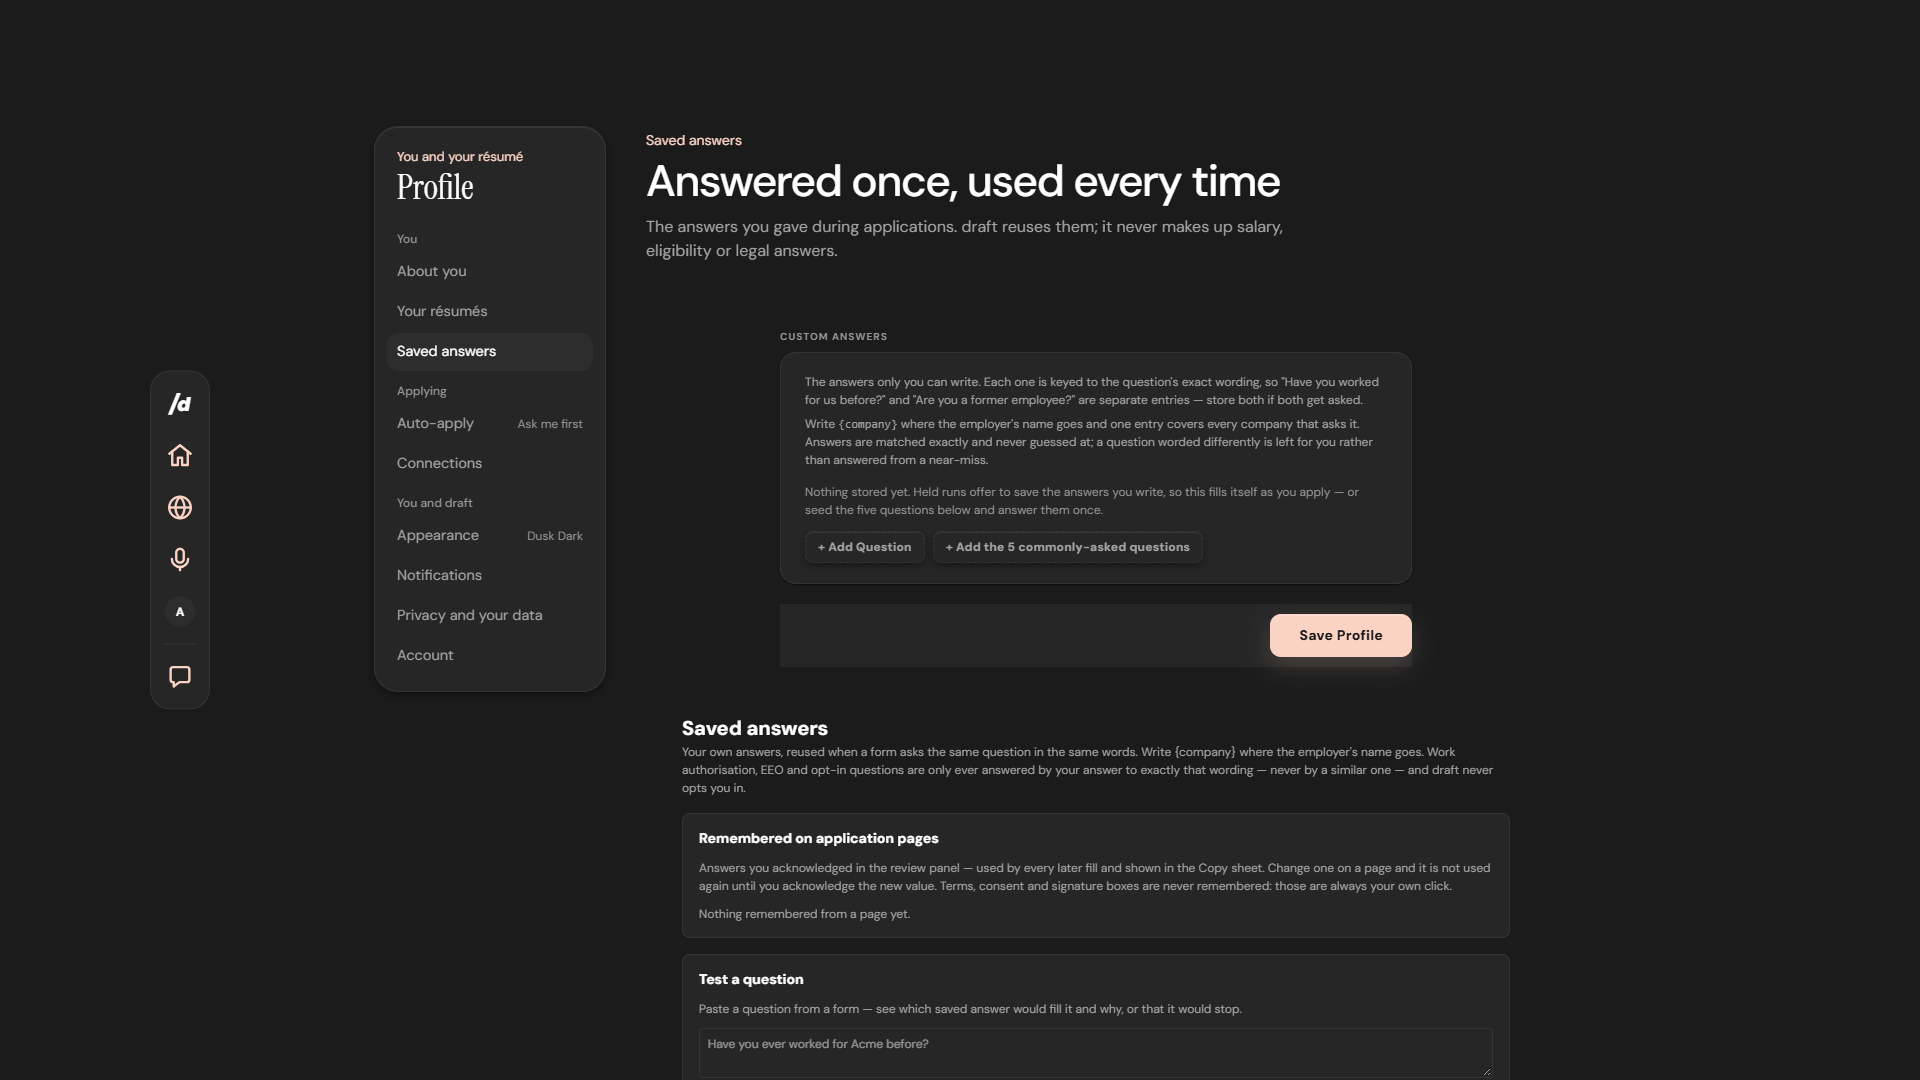 /d
A
You and your résumé
Profile
You
About you
Your résumés
Saved answers
Applying
Auto-apply Ask me first
Connections
You and draft
Appearance Dusk Dark
Notifications
Privacy and your data
Account
Saved answers
Answered once, used every time
The answers you gave during applications. draft reuses them; it never makes up salary,
eligibility or legal answers.
CUSTOM ANSWERS
The answers only you can write. Each one is keyed to the question's exact wording, so "Have you worked
for us before?" and "Are you a former employee?" are separate entries — store both if both get asked.
Write {company} where the employer's name goes and one entry covers every company that asks it.
Answers are matched exactly and never guessed at; a question worded differently is left for you rather
than answered from a near-miss.
Nothing stored yet. Held runs offer to save the answers you write, so this fills itself as you apply — or
seed the five questions below and answer them once.
+ Add Question + Add the 5 commonly-asked questions
Save Profile
Saved answers
Your own answers, reused when a form asks the same question in the same words. Write {company} where the employer's name goes. Work
authorisation, EEO and opt-in questions are only ever answered by your answer to exactly that wording — never by a similar one — and draft never
opts you in.
Remembered on application pages
Answers you acknowledged in the review panel — used by every later fill and shown in the Copy sheet. Change one on a page and it is not used
again until you acknowledge the new value. Terms, consent and signature boxes are never remembered: those are always your own click.
Nothing remembered from a page yet.
Test a question
Paste a question from a form — see which saved answer would fill it and why, or that it would stop.
Have you ever worked for Acme before?